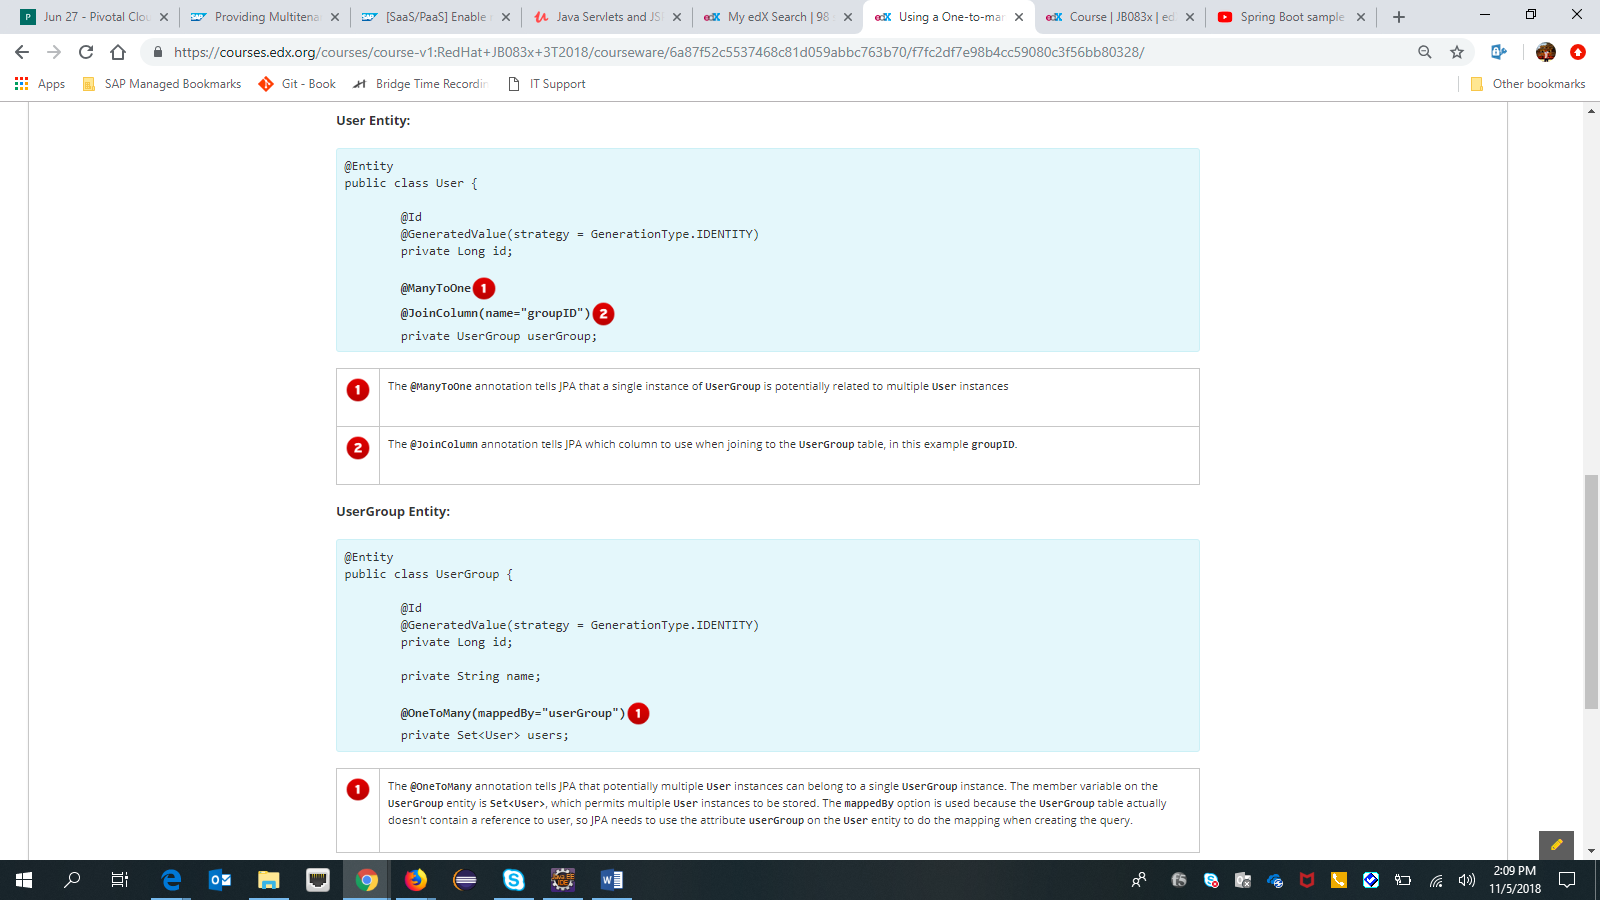 Jun 27 - Pivotal Clou
Providing Multitena
[SaaS/PaaS] Enable
Java Servlets and JSP
My edX Search | 98
Using a One-to-mar
Course | JB083x | ed
Spring Boot sample
https://courses.edx.org/courses/course-v1:RedHat+JB083x+3T2018/courseware/6a87f52c5537468c81d059abbc763b70/f7fc2df7e98b4cc59080c3f56bb80328/
Apps
SAP Managed Bookmarks
Git - Book
Bridge Time Recordin
IT Support
Other bookmarks
User Entity:
@Entity
public class User {
@Id
@GeneratedValue(strategy = GenerationType.IDENTITY)
private Long id;
@ManyToOne 1
@JoinColumn(name="groupID") 2
private UserGroup userGroup;
1 The @ManyToOne annotation tells JPA that a single instance of UserGroup is potentially related to multiple User instances
2 The @JoinColumn annotation tells JPA which column to use when joining to the UserGroup table, in this example groupID.
UserGroup Entity:
@Entity
public class UserGroup {
@Id
@GeneratedValue(strategy = GenerationType.IDENTITY)
private Long id;
private String name;
@OneToMany(mappedBy="userGroup") 1
private Set<User> users;
1 The @OneToMany annotation tells JPA that potentially multiple User instances can belong to a single UserGroup instance. The member variable on the
UserGroup entity is Set<User>, which permits multiple User instances to be stored. The mappedBy option is used because the UserGroup table actually
doesn't contain a reference to user, so JPA needs to use the attribute userGroup on the User entity to do the mapping when creating the query.
2:09 PM
11/5/2018